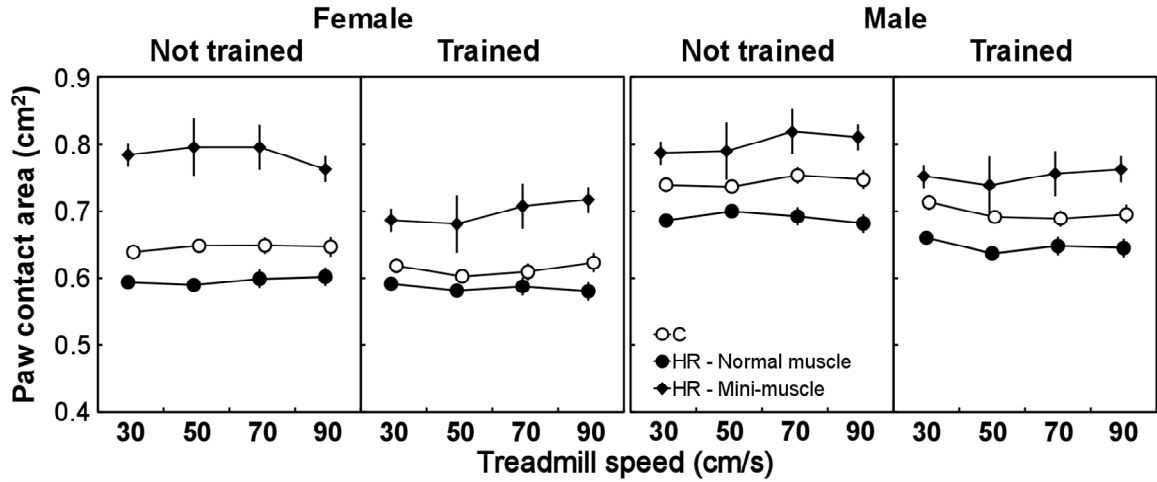 Female Male
Not trained Trained Not trained Trained
Paw contact area (cm²)
0.9
0.8
0.7
0.6
0.5
0.4
C
HR - Normal muscle
HR - Mini-muscle
30 50 70 90 30 50 70 90 30 50 70 90 30 50 70 90
Treadmill speed (cm/s)